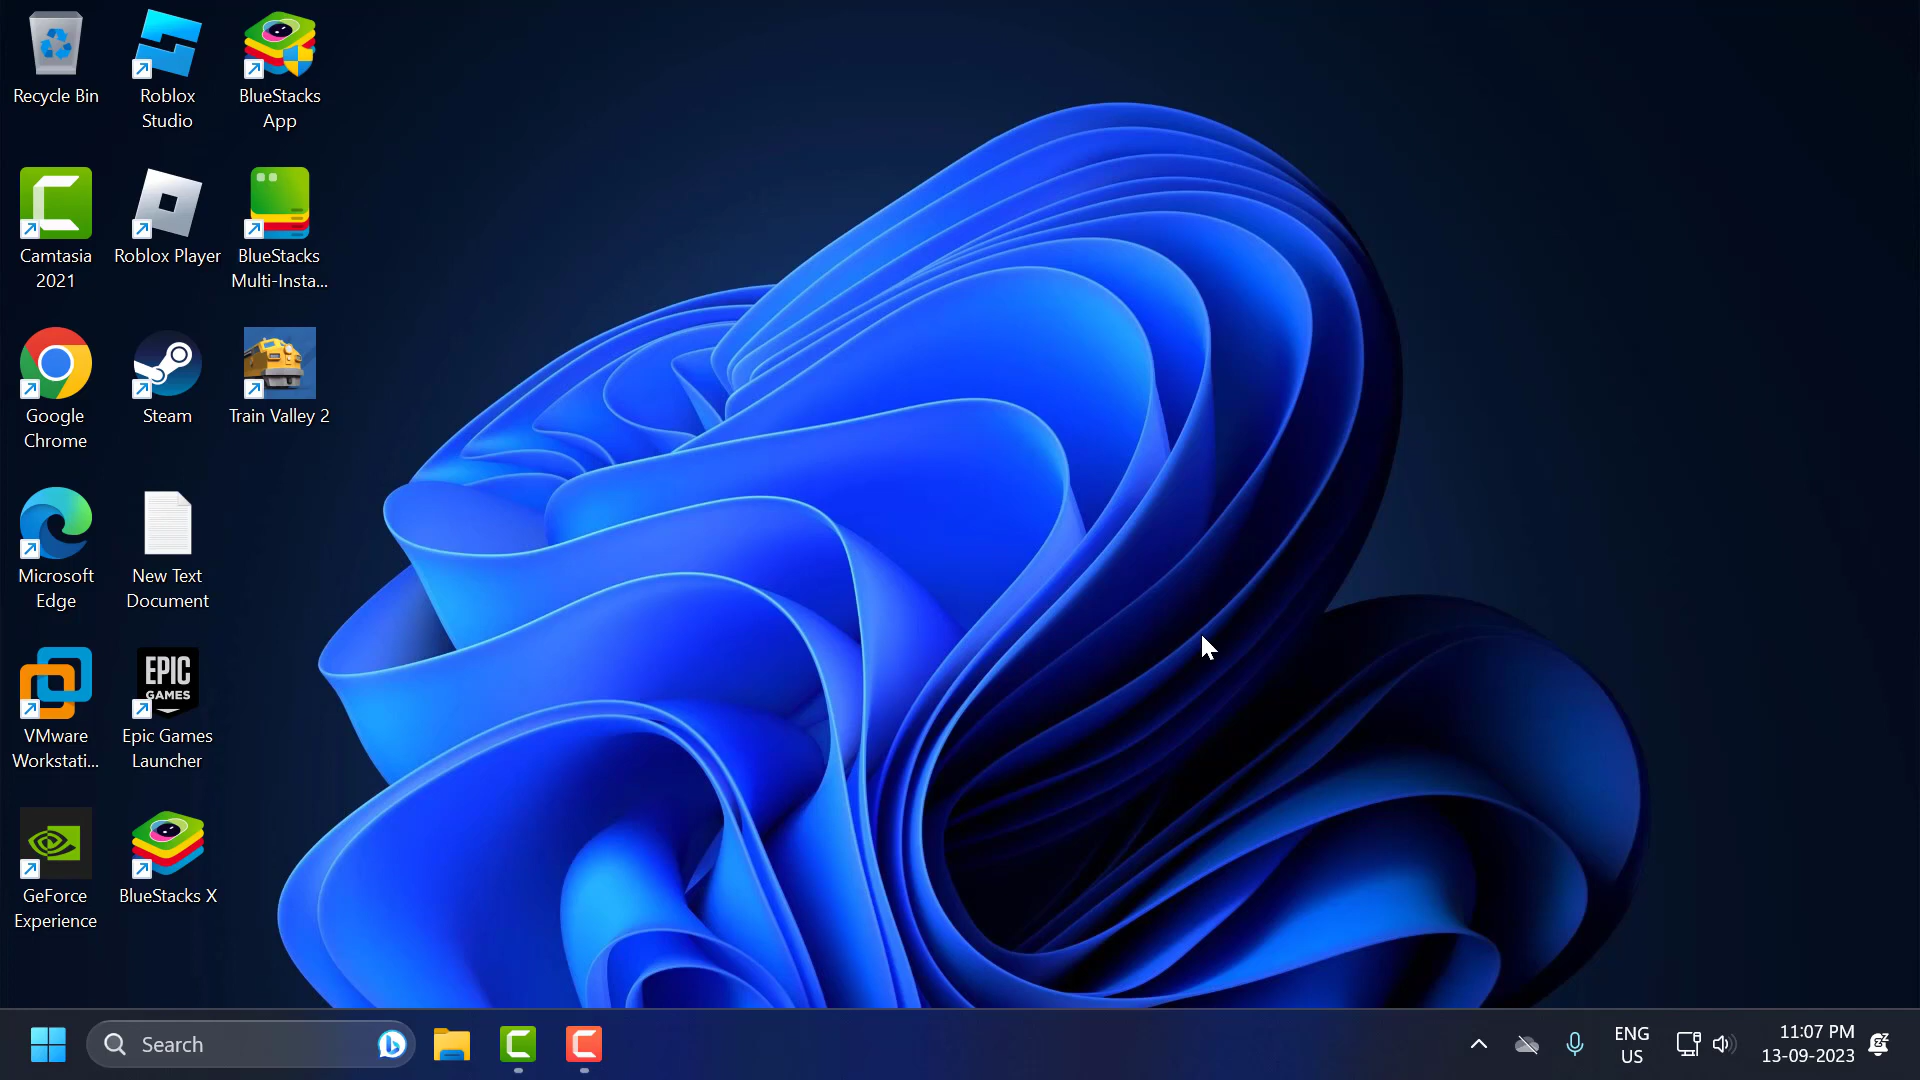 Recycle Bin
Roblox
Studio
BlueStacks
App
Camtasia
2021
Roblox Player
BlueStacks
Multi-Insta...
Google
Chrome
Steam
Train Valley 2
Microsoft
Edge
New Text
Document
EPIC
GAMES
VMware
Workstati...
Epic Games
Launcher
GeForce
Experience
BlueStacks X
Search
ENG
US
11:07 PM
13-09-2023